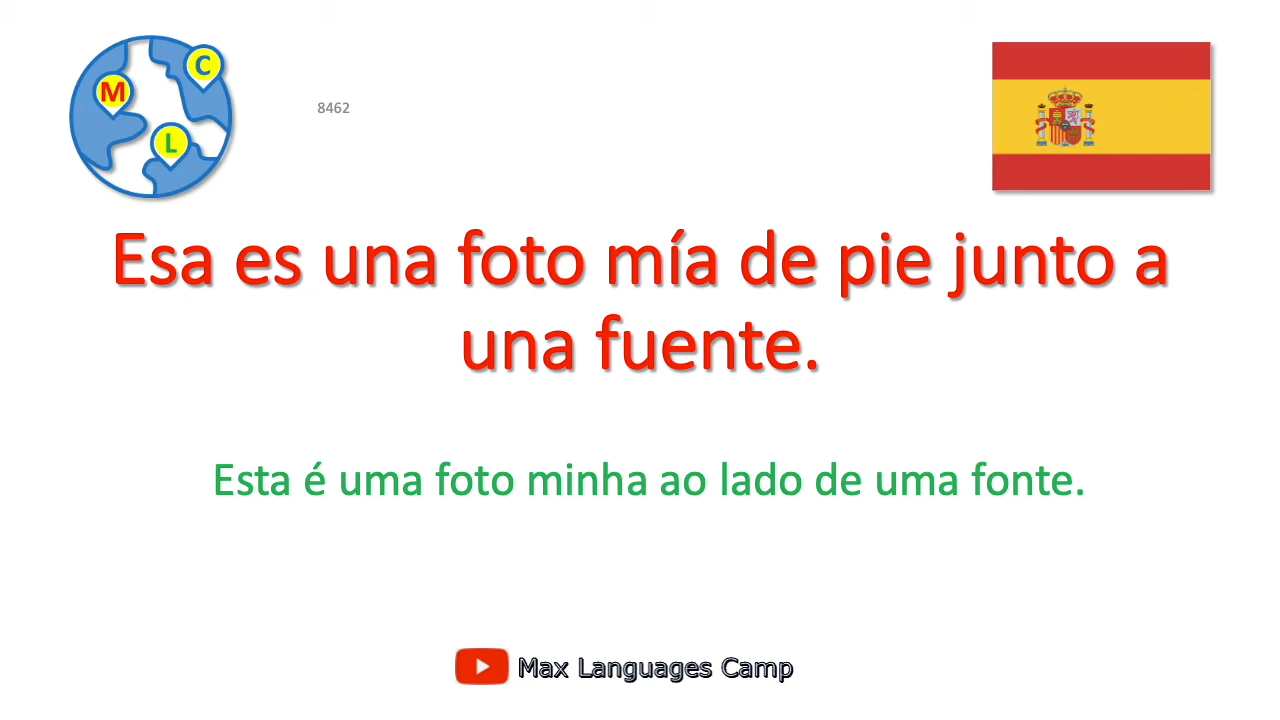 M
C
L
8462
Esa es una foto mía de pie junto a
una fuente.
Esta é uma foto minha ao lado de uma fonte.
Max Languages Camp